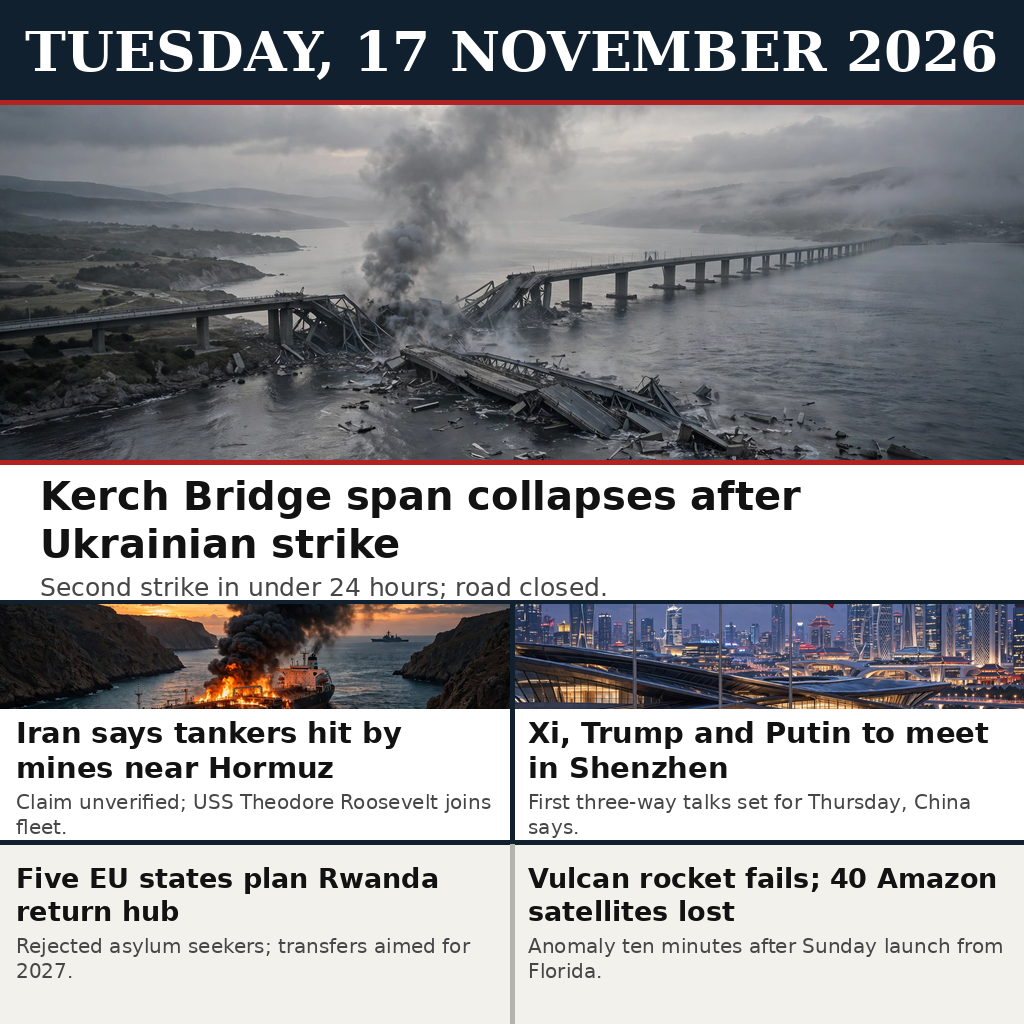 TUESDAY, 17 NOVEMBER 2026
Kerch Bridge span collapses after
Ukrainian strike
Second strike in under 24 hours; road closed.
Iran says tankers hit by
mines near Hormuz
Claim unverified; USS Theodore Roosevelt joins
fleet.
Xi, Trump and Putin to meet
in Shenzhen
First three-way talks set for Thursday, China
says.
Five EU states plan Rwanda
return hub
Rejected asylum seekers; transfers aimed for
2027.
Vulcan rocket fails; 40 Amazon
satellites lost
Anomaly ten minutes after Sunday launch from
Florida.